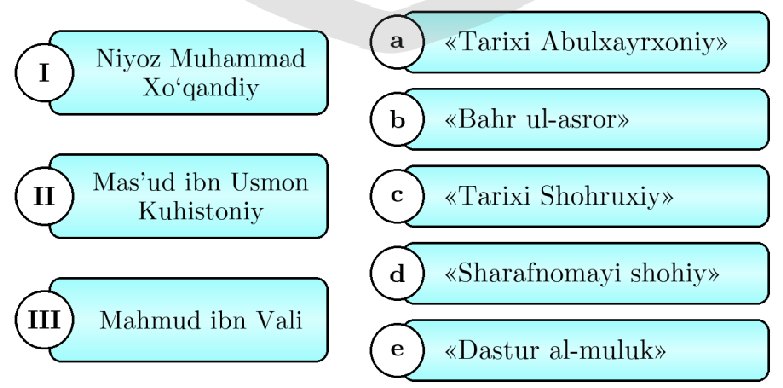 I
Niyoz Muhammad
Xo‘qandiy
II
Mas’ud ibn Usmon
Kuhistoniy
III
Mahmud ibn Vali
a
«Tarixi Abulxayrxoniy»
b
«Bahr ul-asror»
c
«Tarixi Shohruxiy»
d
«Sharafnomayi shohiy»
e
«Dastur al-muluk»